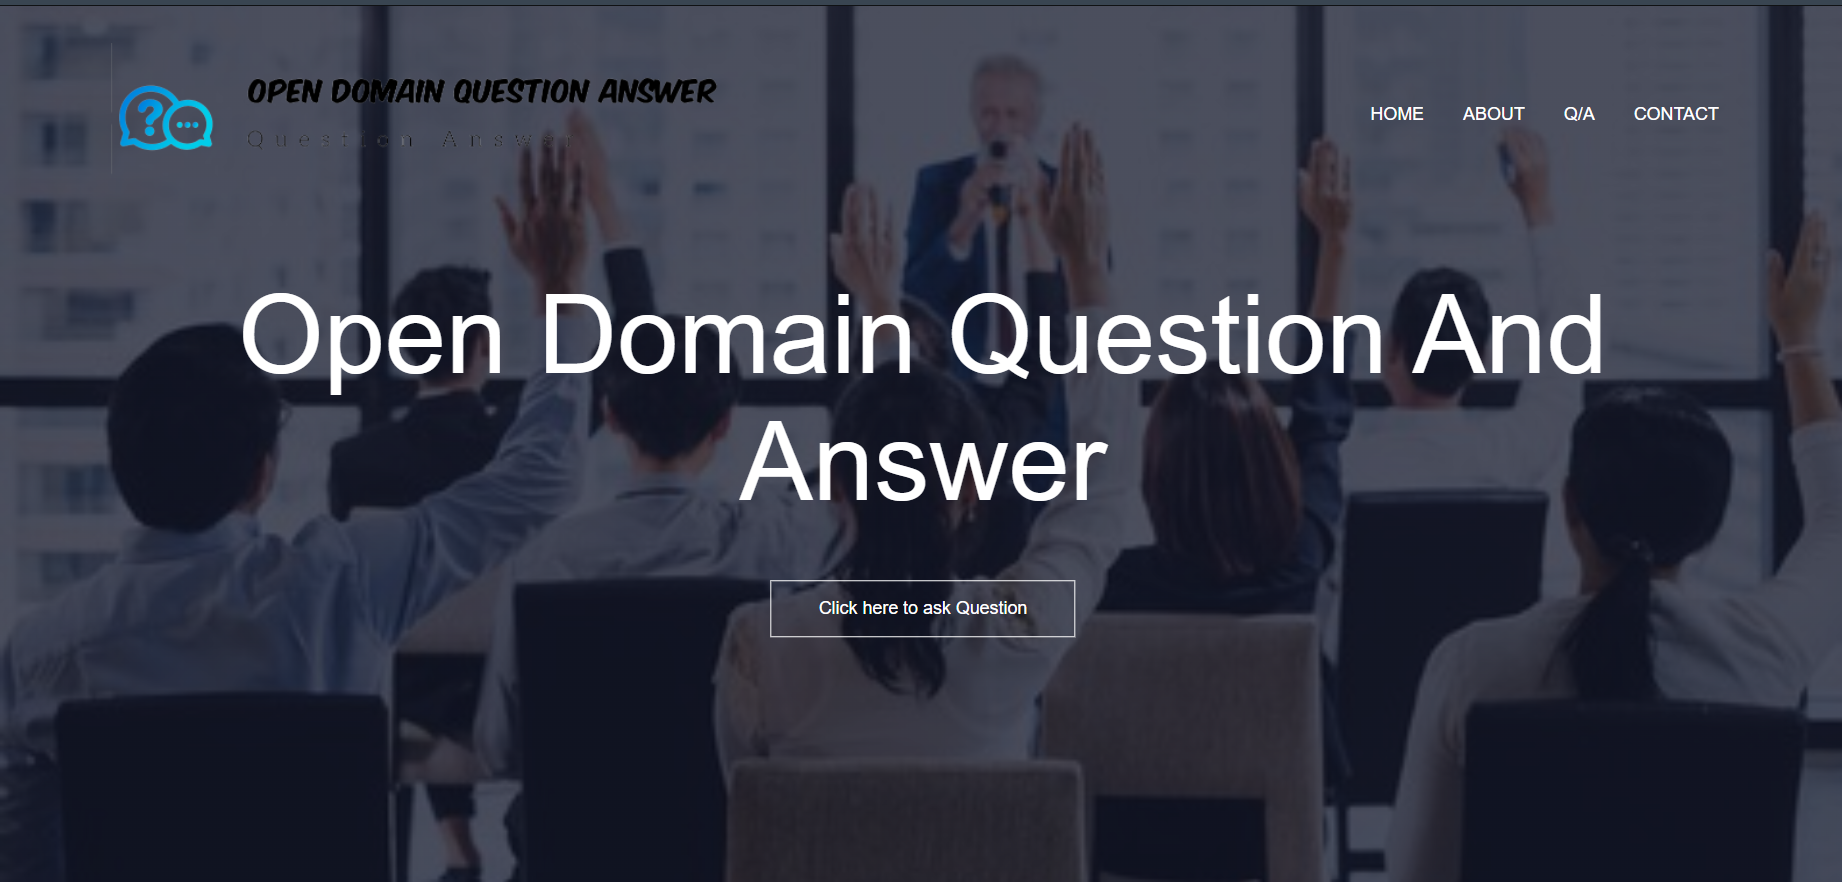 OPEN DOMAIN QUESTION ANSWER
Question Answer
HOME ABOUT Q/A CONTACT
Open Domain Question And
Answer
Click here to ask Question